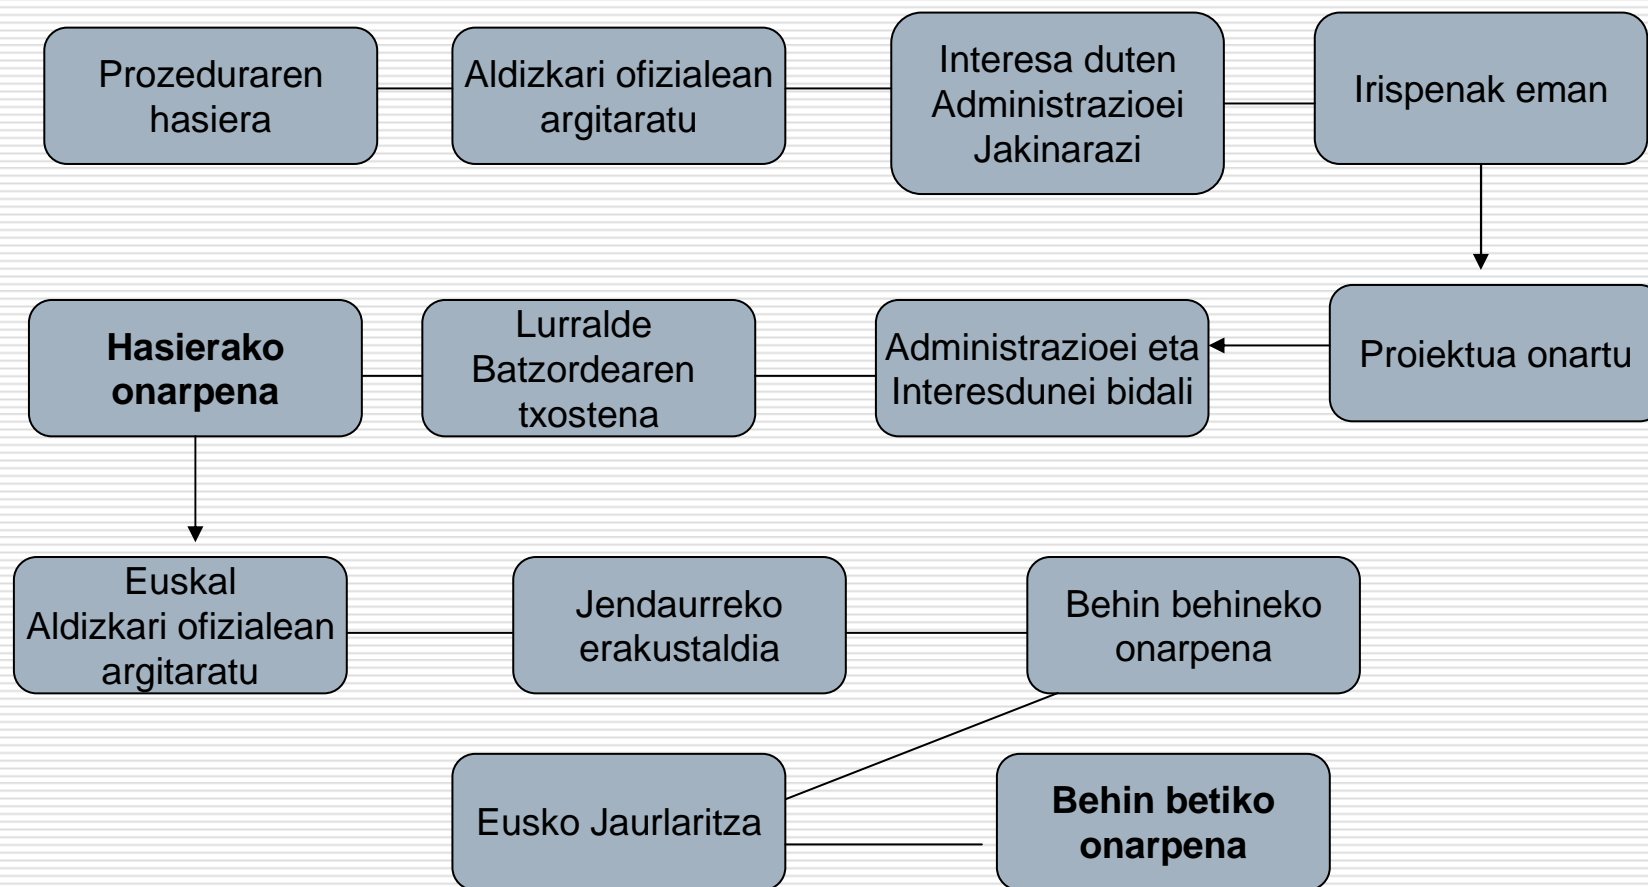 Prozeduraren
hasiera
Aldizkari ofizialean
argitaratu
Interesa duten
Administrazioei
Jakinarazi
Irispenak eman
Hasierako
onarpena
Lurralde
Batzordearen
txostena
Administrazioei eta
Interesdunei bidali
Proiektua onartu
Euskal
Aldizkari ofizialean
argitaratu
Jendaurreko
erakustaldia
Behin behineko
onarpena
Eusko Jaurlaritza
Behin betiko
onarpena